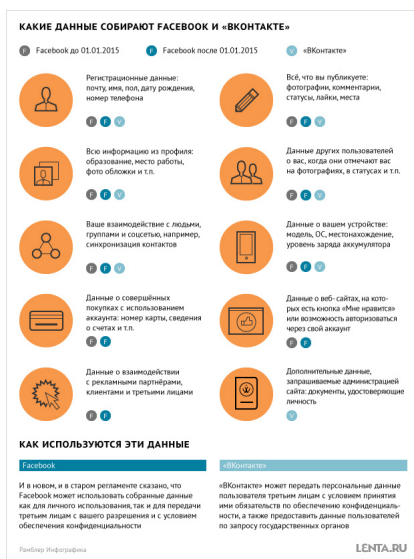 КАКИЕ ДАННЫЕ СОБИРАЮТ FACEBOOK И «ВКОНТАКТЕ»
F Facebook до 01.01.2015 F Facebook после 01.01.2015 V «ВКонтакте»
Регистрационные данные:
почту, имя, пол, дату рождения,
номер телефона
F F V
Всё, что вы публикуете:
фотографии, комментарии,
статусы, лайки, места
F F V
Всю информацию из профиля:
образование, место работы,
фото обложки и т.п.
F F V
Данные других пользователей
о вас, когда они отмечают вас
на фотографиях, в статусах и т.п.
F F V
Ваше взаимодействие с людьми,
группами и соцсетью, например,
синхронизация контактов
F F V
Данные о вашем устройстве:
модель, ОС, местонахождение,
уровень заряда аккумулятора
F F V
Данные о совершённых
покупках с использованием
аккаунта: номер карты, сведения
о счетах и т.п.
F F
Данные о веб-сайтах, на кото-
рых есть кнопка «Мне нравится»
или возможность авторизоваться
через свой аккаунт
F F
Данные о взаимодействии
с рекламными партнёрами,
клиентами и третьими лицами
F F
Дополнительные данные,
запрашиваемые администрацией
сайта: документы, удостоверяющие
личность
V
КАК ИСПОЛЬЗУЮТСЯ ЭТИ ДАННЫЕ
Facebook
И в новом, и в старом регламенте сказано, что
Facebook может использовать собранные данные
как для личного использования, так и для передачи
третьим лицам с вашего разрешения и с условием
обеспечения конфиденциальности
«ВКонтакте»
«ВКонтакте» может передать персональные данные
пользователя третьим лицам с условием принятия
ими обязательств по обеспечению конфиденциаль-
ности, а также предоставить данные пользователей
по запросу государственных органов
Рамблер Инфографика
LENTA.RU